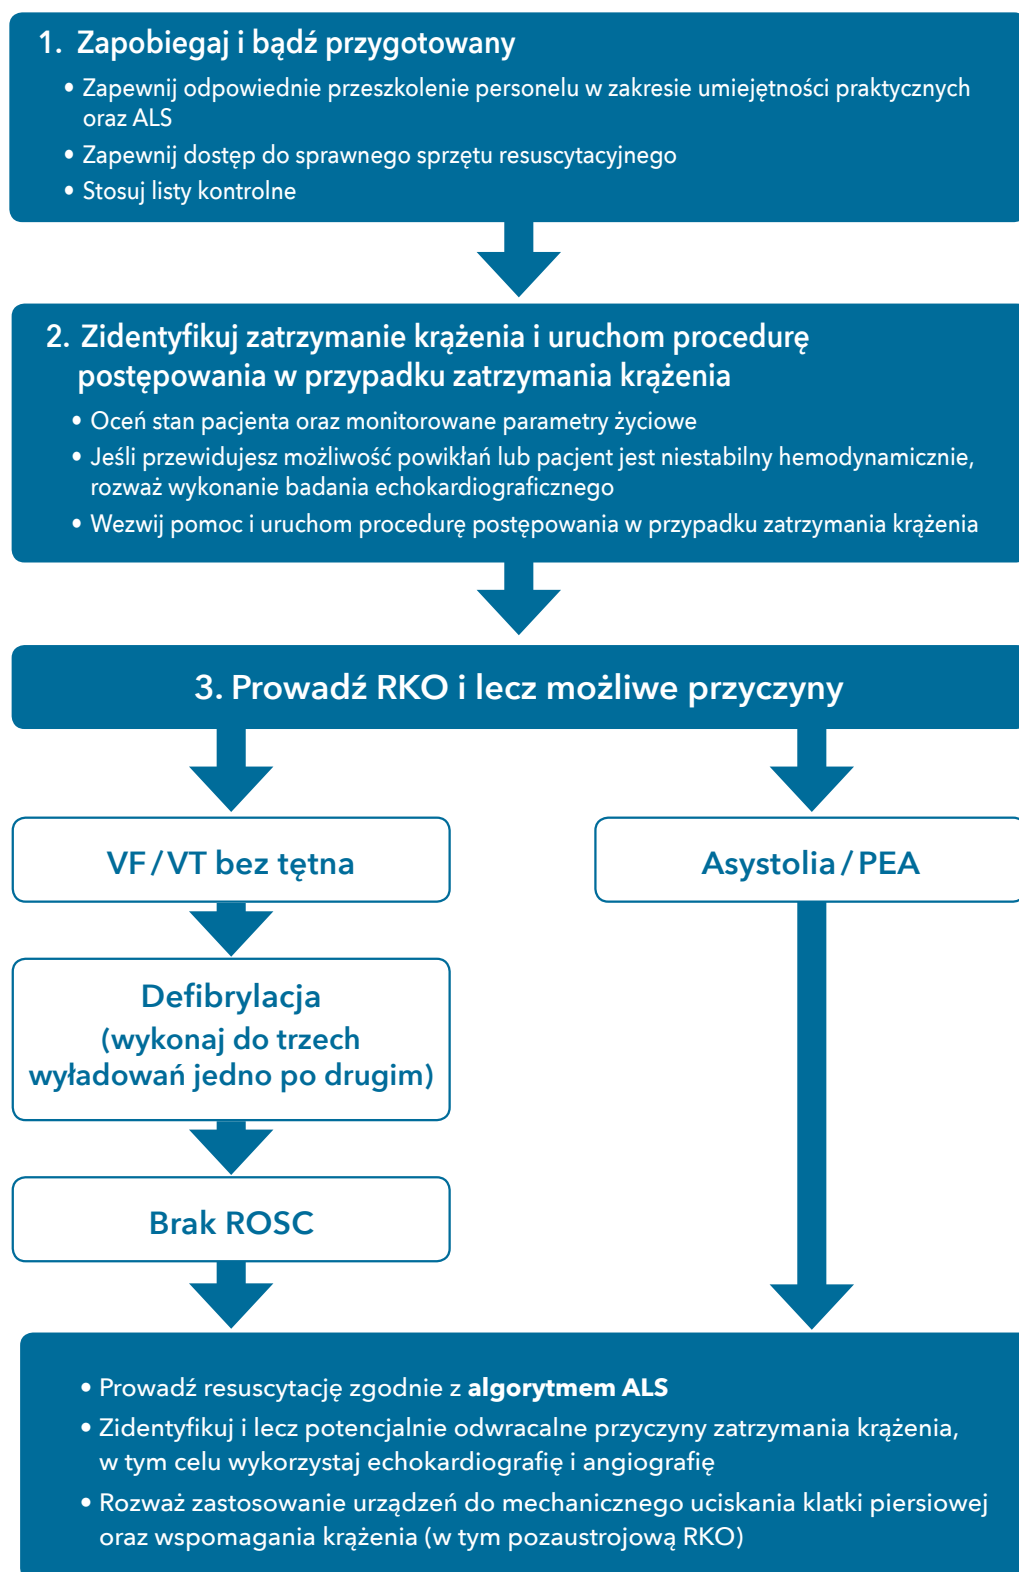 1. Zapobiegaj i bądź przygotowany
• Zapewnij odpowiednie przeszkolenie personelu w zakresie umiejętności praktycznych
oraz ALS
• Zapewnij dostęp do sprawnego sprzętu resuscytacyjnego
• Stosuj listy kontrolne
2. Zidentyfikuj zatrzymanie krążenia i uruchom procedurę
postępowania w przypadku zatrzymania krążenia
• Oceń stan pacjenta oraz monitorowane parametry życiowe
• Jeśli przewidujesz możliwość powikłań lub pacjent jest niestabilny hemodynamicznie,
rozważ wykonanie badania echokardiograficznego
• Wezwij pomoc i uruchom procedurę postępowania w przypadku zatrzymania krążenia
3. Prowadź RKO i lecz możliwe przyczyny
VF/VT bez tętna
Asystolia/PEA
Defibrylacja
(wykonaj do trzech
wyładowań jedno po drugim)
Brak ROSC
• Prowadź resuscytację zgodnie z algorytmem ALS
• Zidentyfikuj i lecz potencjalnie odwracalne przyczyny zatrzymania krążenia,
w tym celu wykorzystaj echokardiografię i angiografię
• Rozważ zastosowanie urządzeń do mechanicznego uciskania klatki piersiowej
oraz wspomagania krążenia (w tym pozaustrojową RKO)